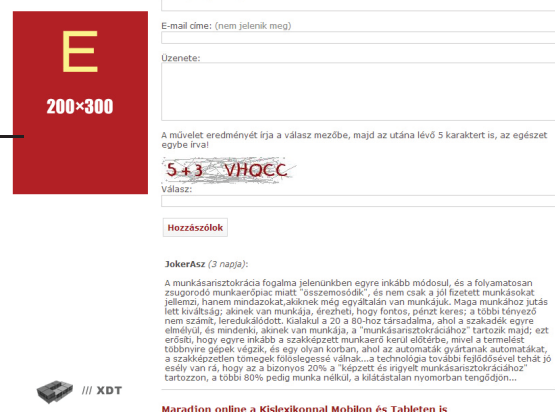 E
200×300
E-mail címe: (nem jelenik meg)
Üzenete:
A művelet eredményét írja a válasz mezőbe, majd az utána lévő 5 karaktert is, az egészet
egybe írva!
5 + 3 VHQCC
Válasz:
Hozzászólok
JokerAsz (3 napja):
A munkásarisztokrácia fogalma jelenünkben egyre inkább módosul, és a folyamatosan
zsugorodó munkaerőpiac miatt "összemosódik", és nem csak a jól fizetett munkásokat
jellemzi, hanem mindazokat,akiknek még egyáltalán van munkájuk. Maga munkához jutás
lett kiváltság; akinek van munkája, érezheti, hogy fontos, pénzt keres; a többi tényező
nem számít, leredukálódott. Kialakul a 20 a 80-hoz társadalma, ahol a szakadék egyre
elmélyül, és mindenki, akinek van munkája, a "munkásarisztokráciához" tartozik majd; ezt
erősíti, hogy egyre inkább a szakképzett munkaerő kerül előtérbe, mivel a termelést
többnyire gépek végzik, és egy olyan korban, ahol az automaták gyártanak automatákat,
a szakképzetlen tömegek fölöslegessé válnak...a technológia további fejlődésével tehát jó
esély van rá, hogy az a bizonyos 20% a "képzett és irigyelt munkásarisztokráciához"
tartozzon, a többi 80% pedig munka nélkül, a kilátástalan nyomorban tengődjön...
/// XDT
Maradjon online a Kislexikonnal Mobilon és Tableten is